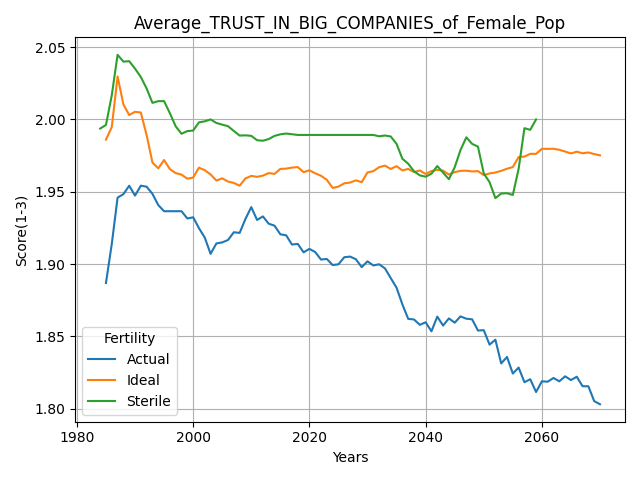 Average_TRUST_IN_BIG_COMPANIES_of_Female_Pop
Score(1-3)
2.05
2.00
1.95
1.90
1.85
1.80
Fertility
Actual
Ideal
Sterile
1980
2000
2020
2040
2060
Years